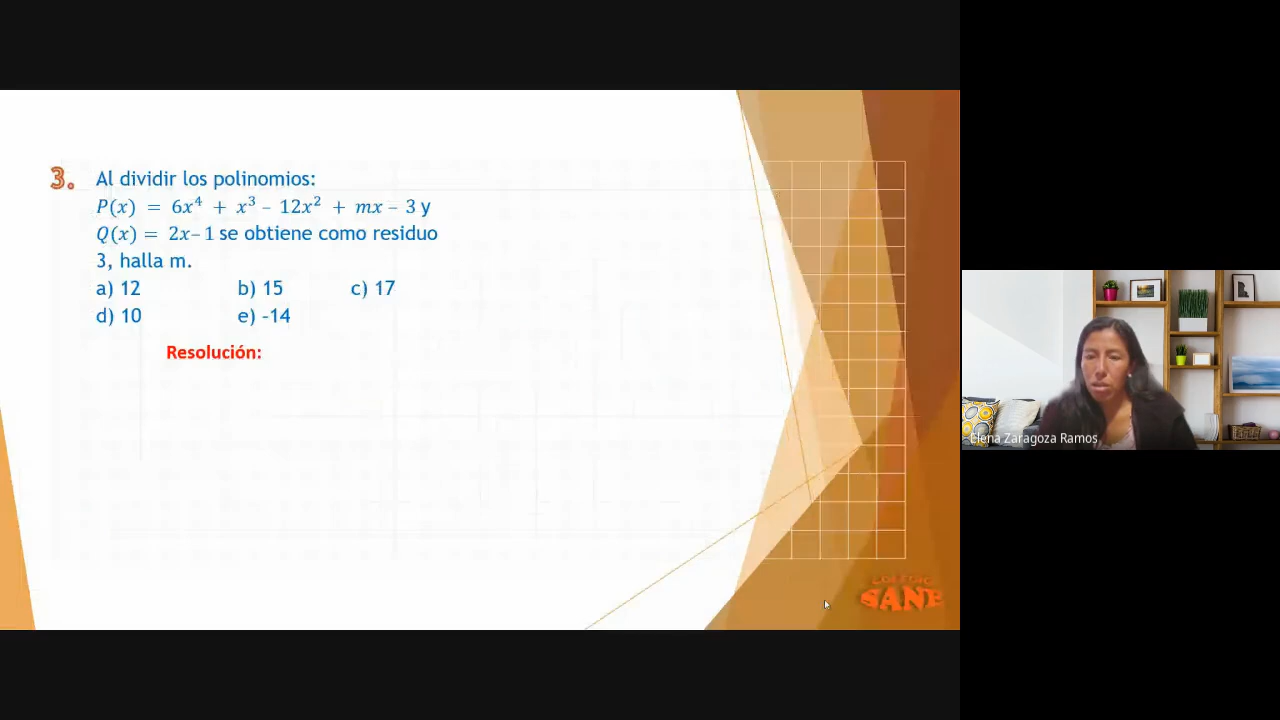 3. Al dividir los polinomios:
P(x) = 6x⁴ + x³ – 12x² + mx – 3 y
Q(x) = 2x– 1 se obtiene como residuo
3, halla m.
a) 12 b) 15 c) 17
d) 10 e) -14
Resolución:
Elena Zaragoza Ramos
COLEGIO
SANE